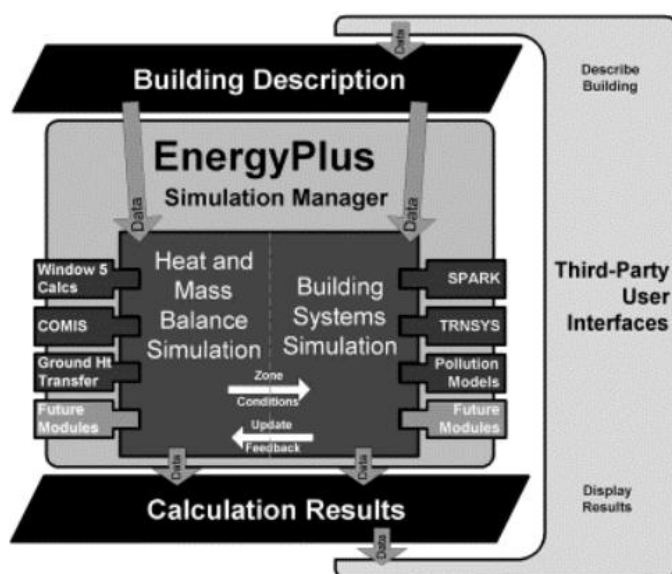 Data
Building Description
Describe
Building
EnergyPlus
Simulation Manager
Data
Data
Window 5
Calcs
COMIS
Ground Ht
Transfer
Future
Modules
Heat and
Mass
Balance
Simulation
Building
Systems
Simulation
Zone
Conditions
Update
Feedback
SPARK
TRNSYS
Pollution
Models
Future
Modules
Third-Party
User
Interfaces
Data
Data
Calculation Results
Display
Results
Data